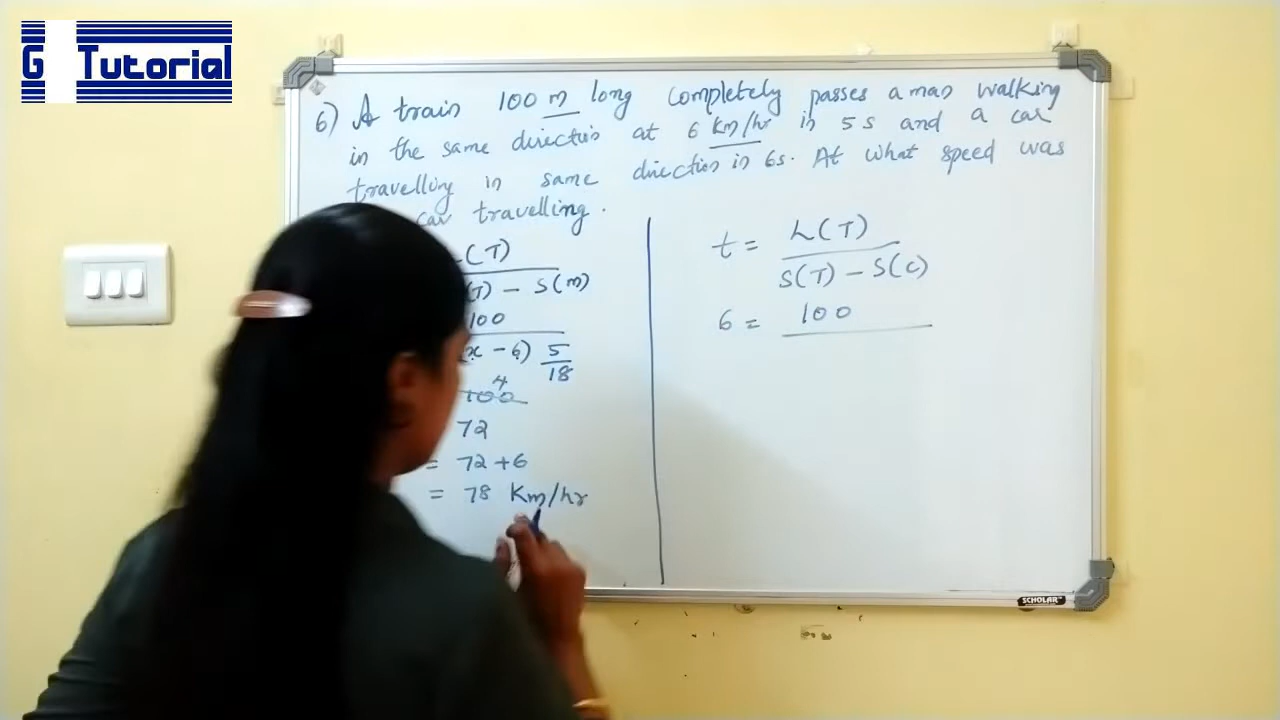 G Tutorial
6) A train 100 m long completely passes a man walking
in the same direction at 6 km/hr in 5 s and a car
travelling in same direction in 6s. At what speed was
car travelling.
(T)
(T) - S(m)
100
(x - 6) 5/18
4
100
72
= 72 + 6
= 78 Km/hr
t = L(T)
S(T) - S(C)
6 = 100
SCHOLAR